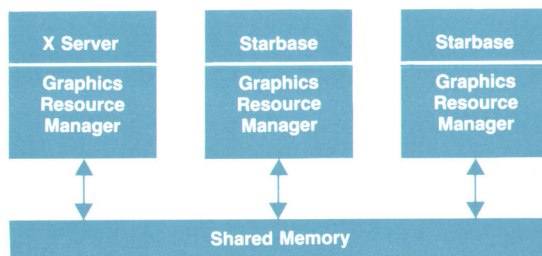 X Server
Graphics
Resource
Manager
Starbase
Graphics
Resource
Manager
Starbase
Graphics
Resource
Manager
Shared Memory